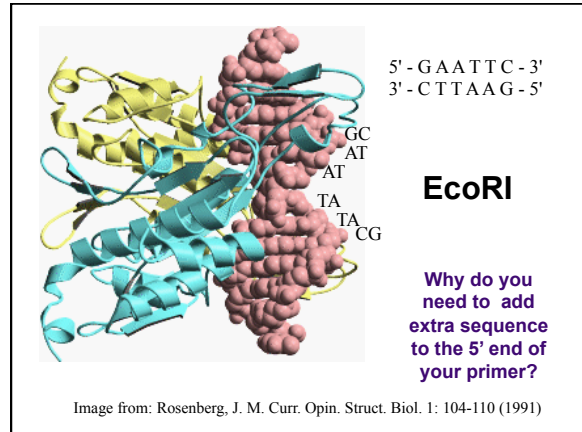 5' - G A A T T C - 3'
3' - C T T A A G - 5'
GC
AT
AT
TA
TA
CG
EcoRI
Why do you
need to add
extra sequence
to the 5' end of
your primer?
Image from: Rosenberg, J. M. Curr. Opin. Struct. Biol. 1: 104-110 (1991)